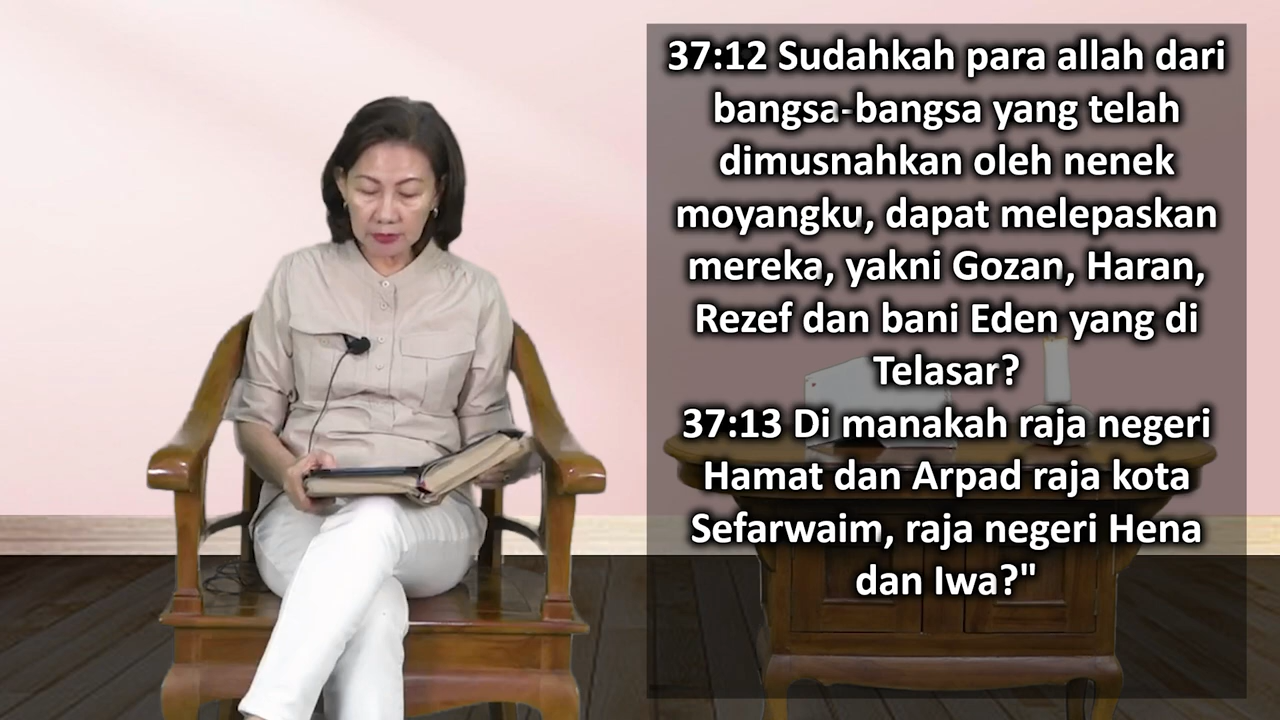 37:12 Sudahkah para allah dari
bangsa-bangsa yang telah
dimusnahkan oleh nenek
moyangku, dapat melepaskan
mereka, yakni Gozan, Haran,
Rezef dan bani Eden yang di
Telasar?
37:13 Di manakah raja negeri
Hamat dan Arpad raja kota
Sefarwaim, raja negeri Hena
dan Iwa?"